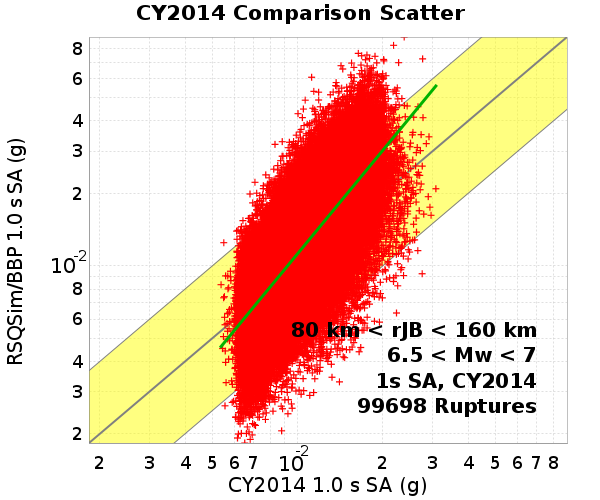 CY2014 Comparison Scatter
RSQSim/BBP 1.0 s SA (g)
8
6
4
3
2
10-2
8
6
4
3
2
80 km < rJB < 160 km
6.5 < Mw < 7
1s SA, CY2014
99698 Ruptures
2 3 4 5 6 7 10-2 2 3 4 5 6 7 8
CY2014 1.0 s SA (g)